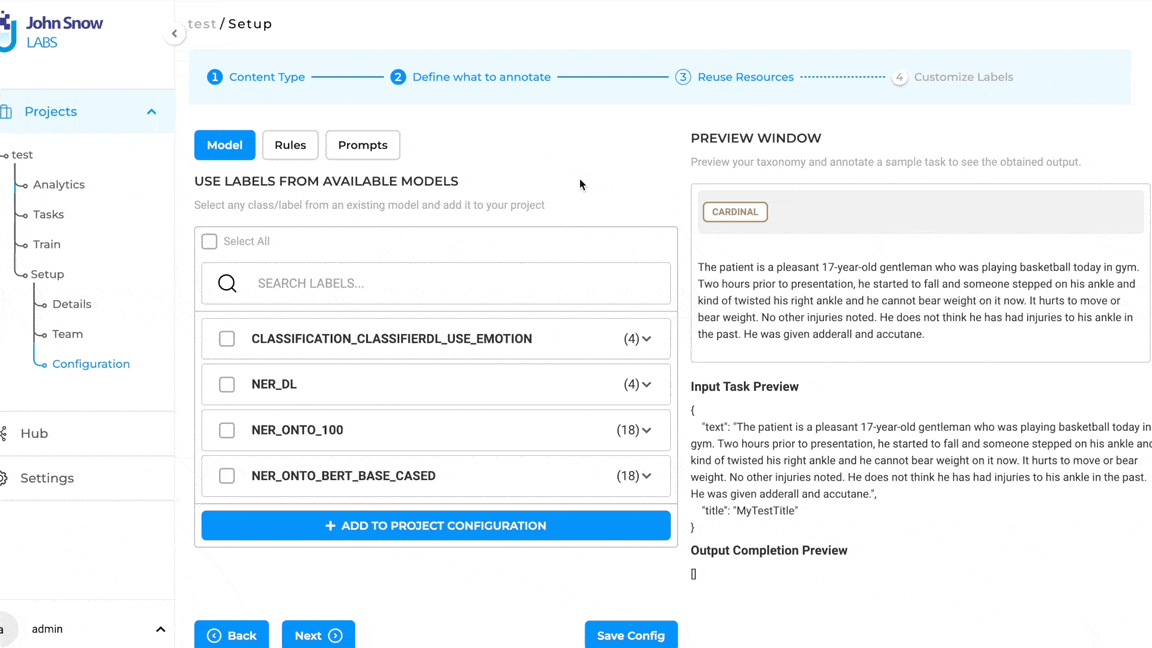 John Snow
LABS
test / Setup
1 Content Type
2 Define what to annotate
3 Reuse Resources
4 Customize Labels
Projects
test
Analytics
Tasks
Train
Setup
Details
Team
Configuration
Hub
Settings
a admin
Model
Rules
Prompts
USE LABELS FROM AVAILABLE MODELS
Select any class/label from an existing model and add it to your project
Select All
SEARCH LABELS...
CLASSIFICATION_CLASSIFIERDL_USE_EMOTION (4)
NER_DL (4)
NER_ONTO_100 (18)
NER_ONTO_BERT_BASE_CASED (18)
+ ADD TO PROJECT CONFIGURATION
Back
Next
Save Config
PREVIEW WINDOW
Preview your taxonomy and annotate a sample task to see the obtained output.
CARDINAL
The patient is a pleasant 17-year-old gentleman who was playing basketball today in gym.
Two hours prior to presentation, he started to fall and someone stepped on his ankle and
kind of twisted his right ankle and he cannot bear weight on it now. It hurts to move or
bear weight. No other injuries noted. He does not think he has had injuries to his ankle in
the past. He was given adderall and accutane.
Input Task Preview
{
"text": "The patient is a pleasant 17-year-old gentleman who was playing basketball today in
gym. Two hours prior to presentation, he started to fall and someone stepped on his ankle and
kind of twisted his right ankle and he cannot bear weight on it now. It hurts to move or bear
weight. No other injuries noted. He does not think he has had injuries to his ankle in the past.
He was given adderall and accutane.",
"title": "MyTestTitle"
}
Output Completion Preview
[]